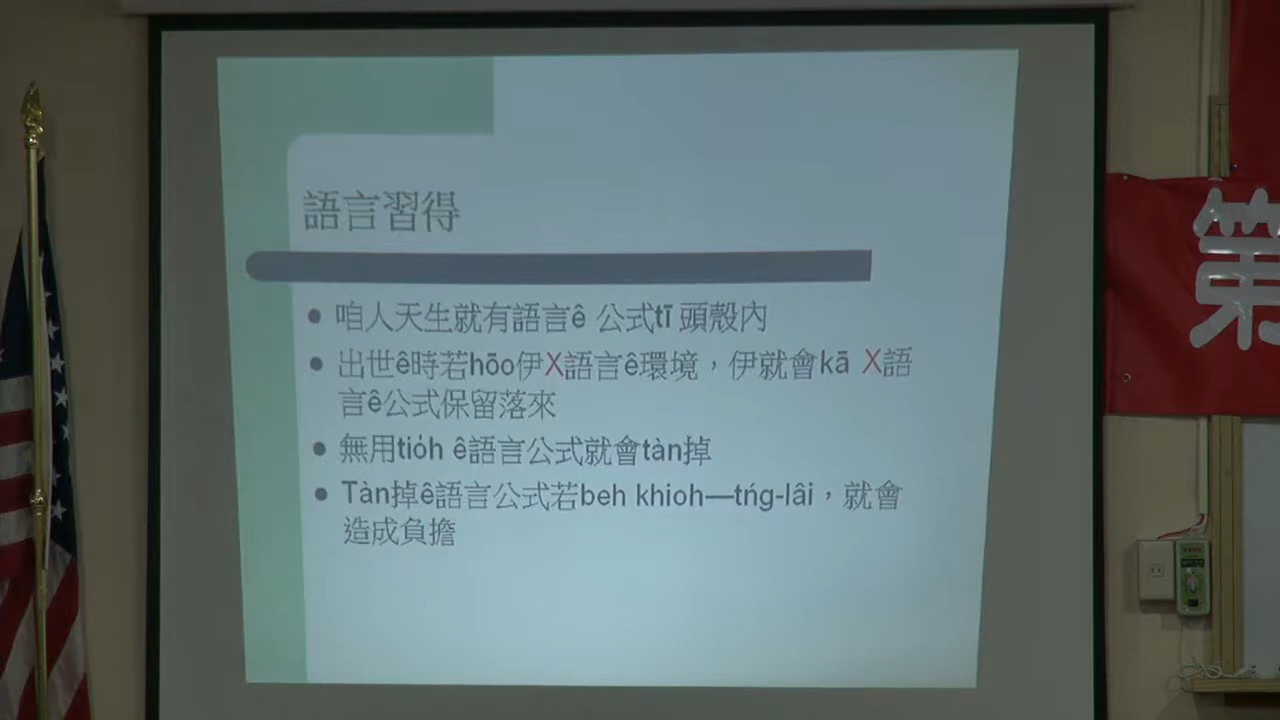 語言習得
咱人天生就有語言ê 公式tī 頭殼內
出世ê時若hōo伊X語言ê環境，伊就會kā X語
言ê公式保留落來
無用tio̍h ê語言公式就會tàn掉
Tàn掉ê語言公式若beh khioh—tńg-lâi，就會
造成負擔
第